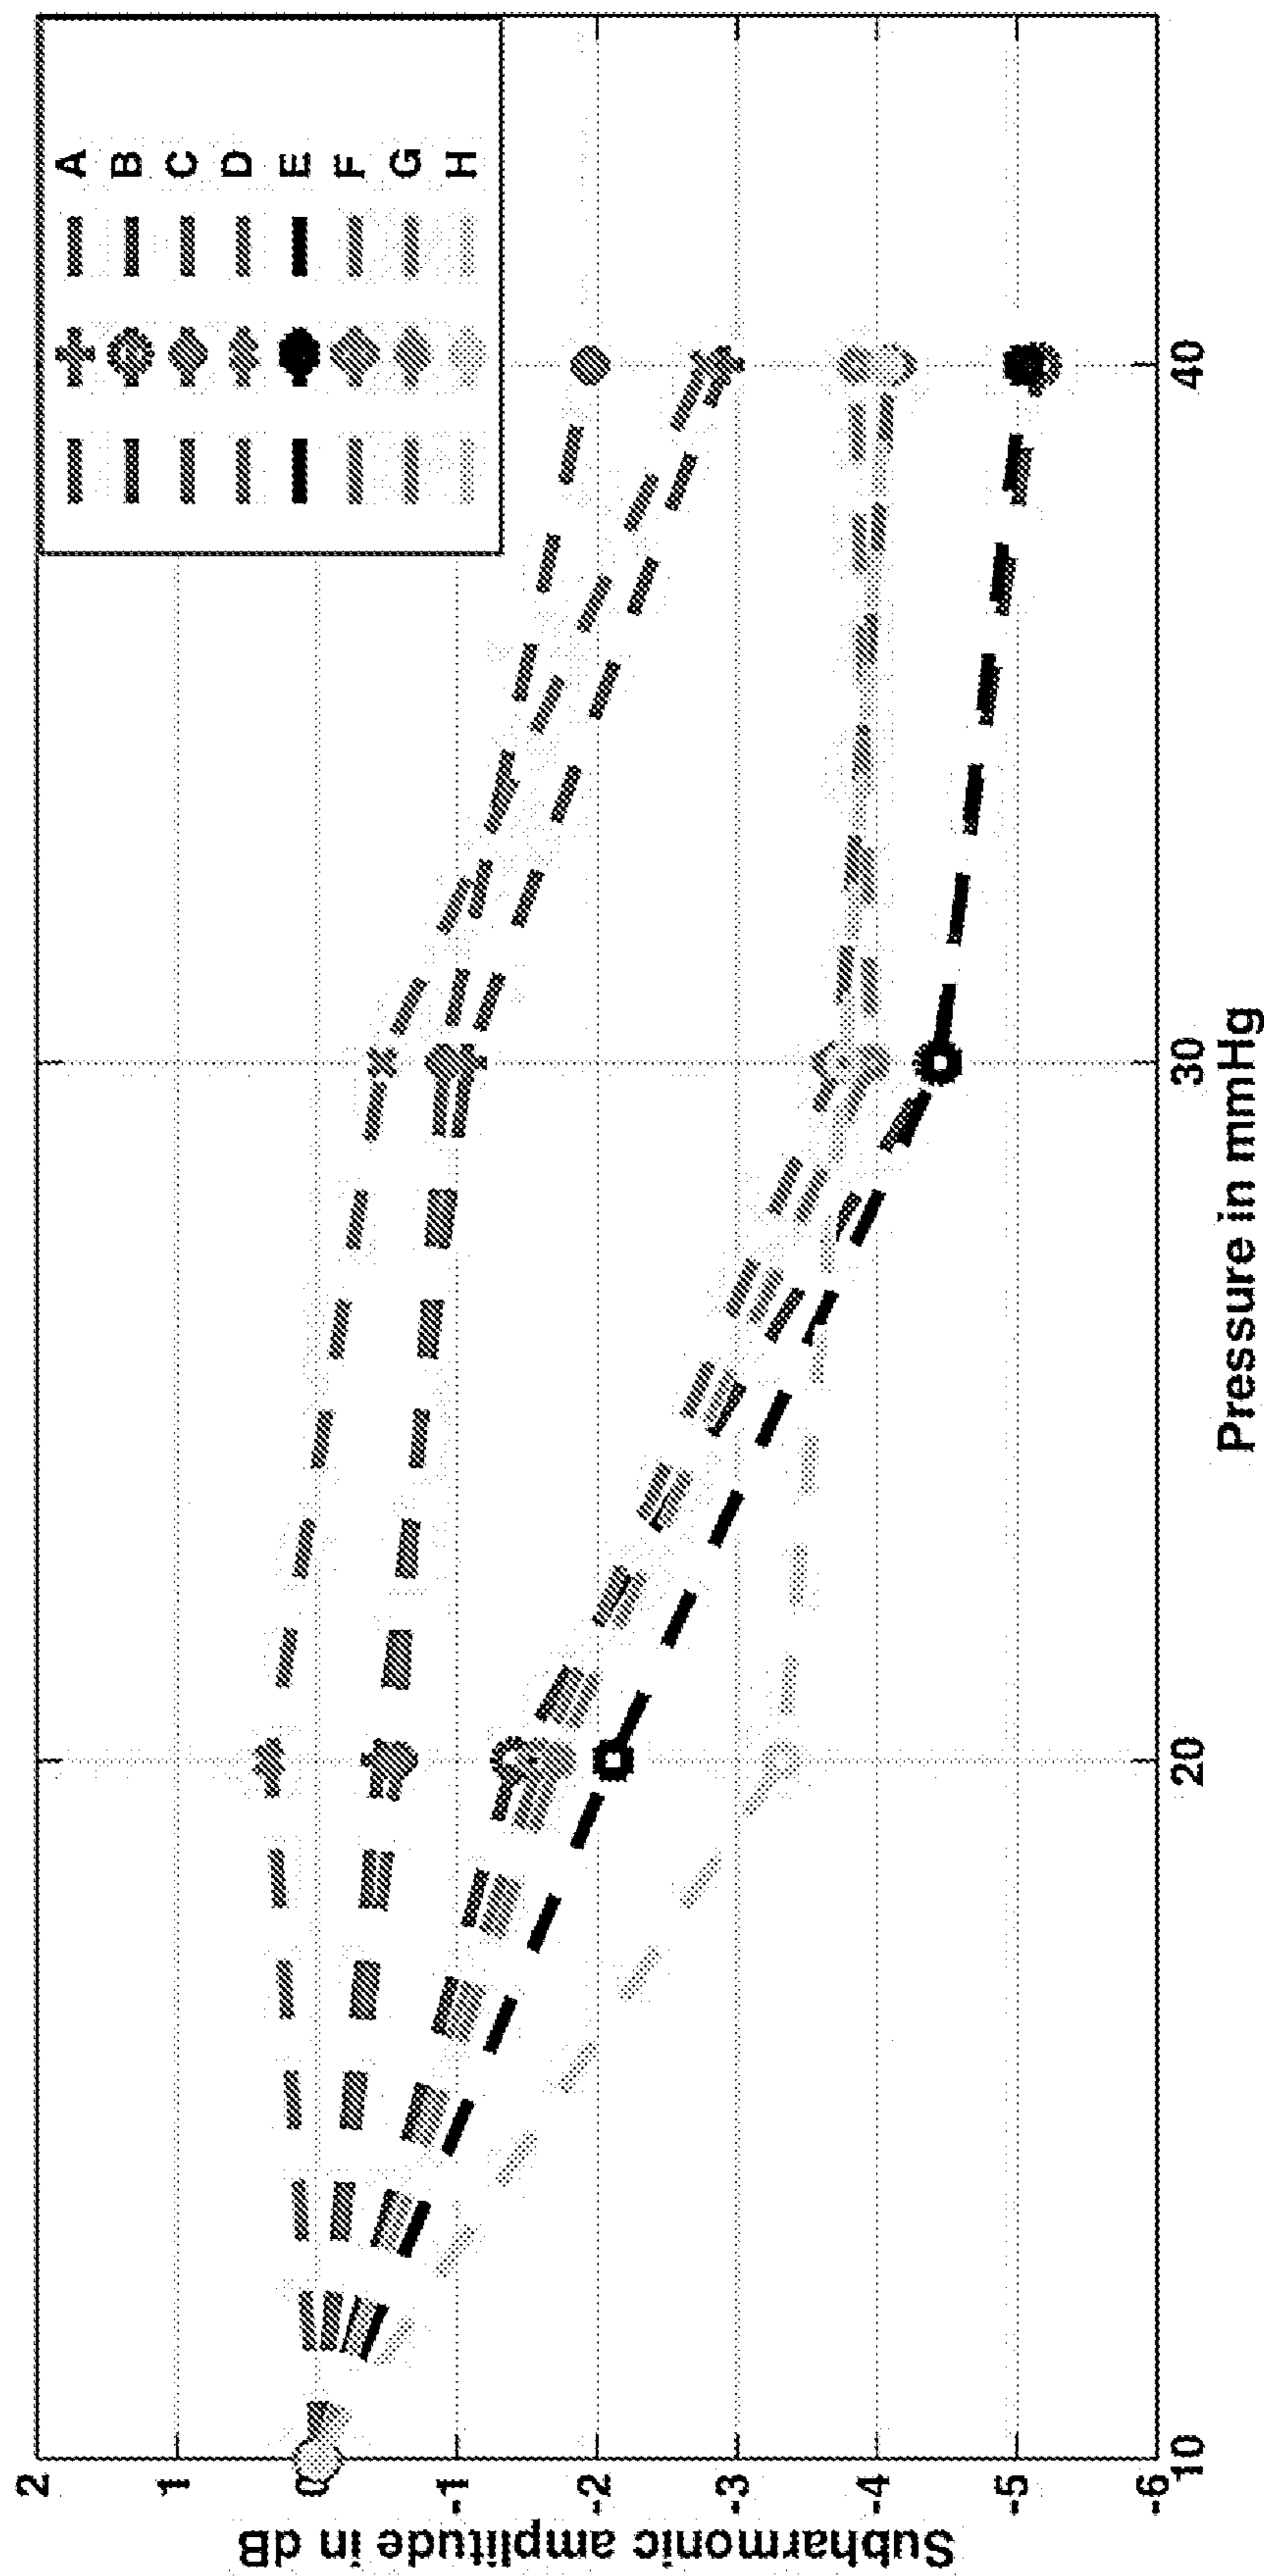 A
B
C
D
E
F
G
H
2
1
0
-1
-2
-3
-4
-5
-6
Subharmonic amplitude in dB
10
20
30
40
Pressure in mmHg